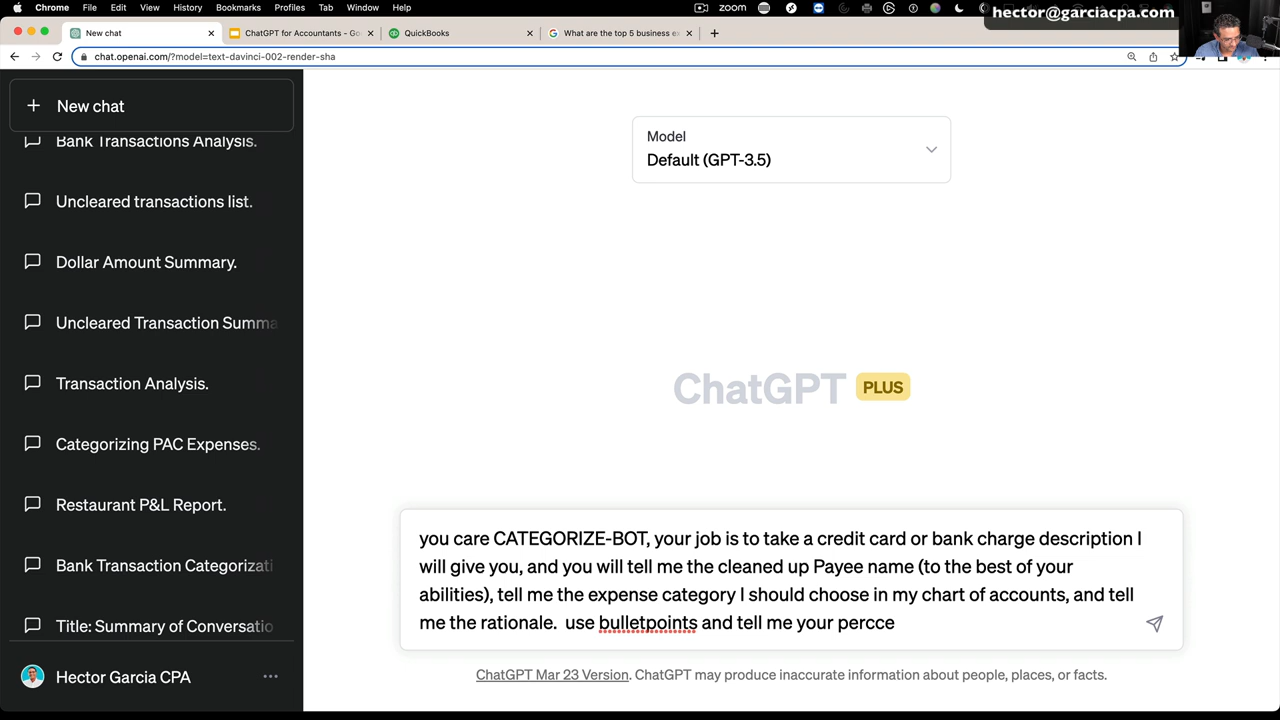 Chrome File Edit View History Bookmarks Profiles Tab Window Help zoom
hector@garciacpa.com
New chat ChatGPT for Accountants - Go QuickBooks What are the top 5 business es
chat.openai.com/?model=text-davinci-002-render-sha
New chat
Bank Transactions Analysis.
Uncleared transactions list.
Dollar Amount Summary.
Uncleared Transaction Summa
Transaction Analysis.
Categorizing PAC Expenses.
Restaurant P&L Report.
Bank Transaction Categorizati
Title: Summary of Conversatio
Hector Garcia CPA
Model
Default (GPT-3.5)
ChatGPT PLUS
you care CATEGORIZE-BOT, your job is to take a credit card or bank charge description I
will give you, and you will tell me the cleaned up Payee name (to the best of your
abilities), tell me the expense category I should choose in my chart of accounts, and tell
me the rationale. use bulletpoints and tell me your percce
ChatGPT Mar 23 Version. ChatGPT may produce inaccurate information about people, places, or facts.